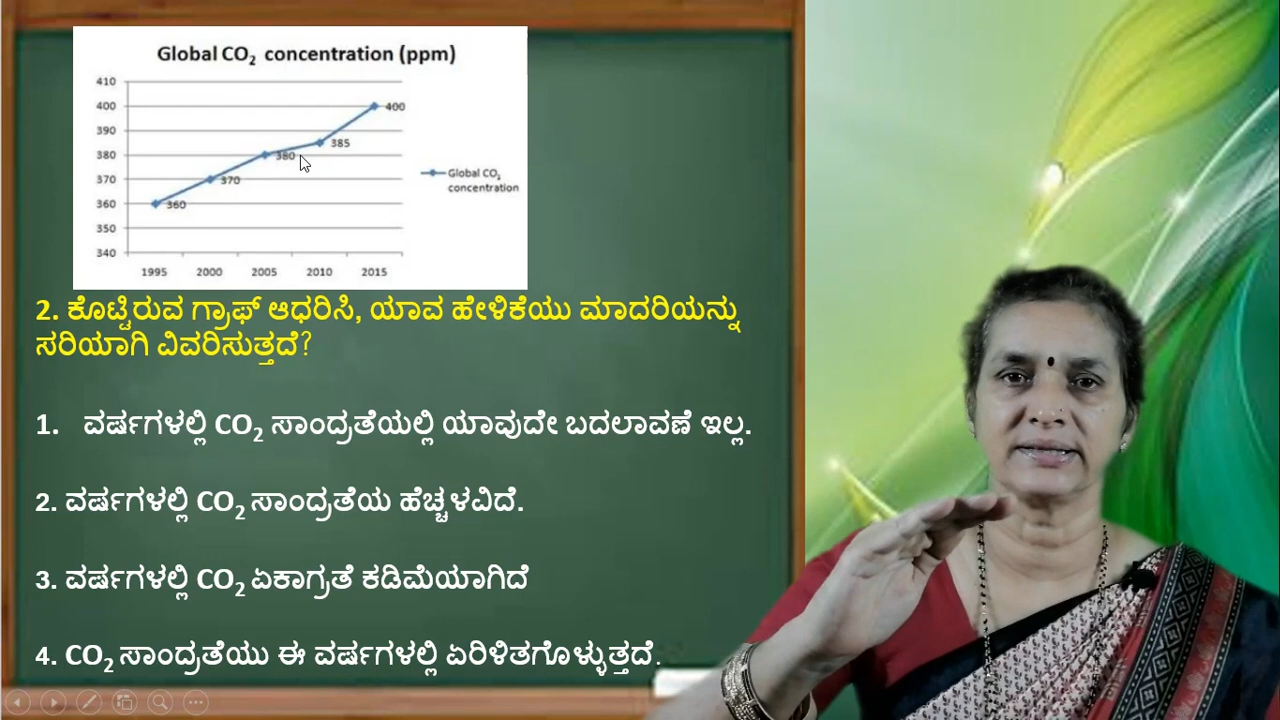 Global CO₂ concentration (ppm)
410
400
400
390
385
380
380
370
370
360
360
350
340
1995 2000 2005 2010 2015
Global CO₂
concentration
2. ಕೊಟ್ಟಿರುವ ಗ್ರಾಫ್ ಆಧರಿಸಿ, ಯಾವ ಹೇಳಿಕೆಯು ಮಾದರಿಯನ್ನು
ಸರಿಯಾಗಿ ವಿವರಿಸುತ್ತದೆ?
1. ವರ್ಷಗಳಲ್ಲಿ CO₂ ಸಾಂದ್ರತೆಯಲ್ಲಿ ಯಾವುದೇ ಬದಲಾವಣೆ ಇಲ್ಲ.
2. ವರ್ಷಗಳಲ್ಲಿ CO₂ ಸಾಂದ್ರತೆಯ ಹೆಚ್ಚಳವಿದೆ.
3. ವರ್ಷಗಳಲ್ಲಿ CO₂ ಏಕಾಗ್ರತೆ ಕಡಿಮೆಯಾಗಿದೆ
4. CO₂ ಸಾಂದ್ರತೆಯು ಈ ವರ್ಷಗಳಲ್ಲಿ ಏರಿಳಿತಗೊಳ್ಳುತ್ತದೆ.